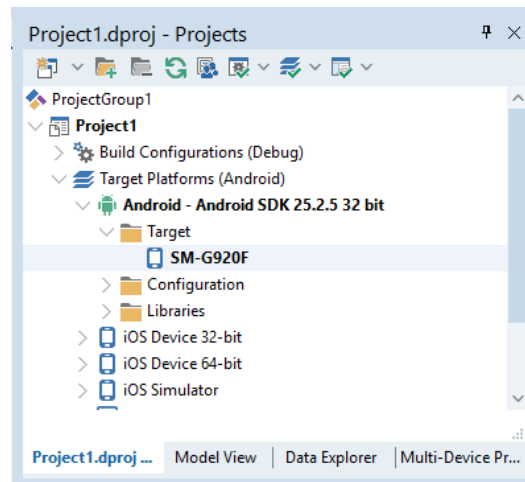 Project1.dproj - Projects
ProjectGroup1
Project1
Build Configurations (Debug)
Target Platforms (Android)
Android - Android SDK 25.2.5 32 bit
Target
SM-G920F
Configuration
Libraries
iOS Device 32-bit
iOS Device 64-bit
iOS Simulator
Project1.dproj ... Model View Data Explorer Multi-Device Pr...